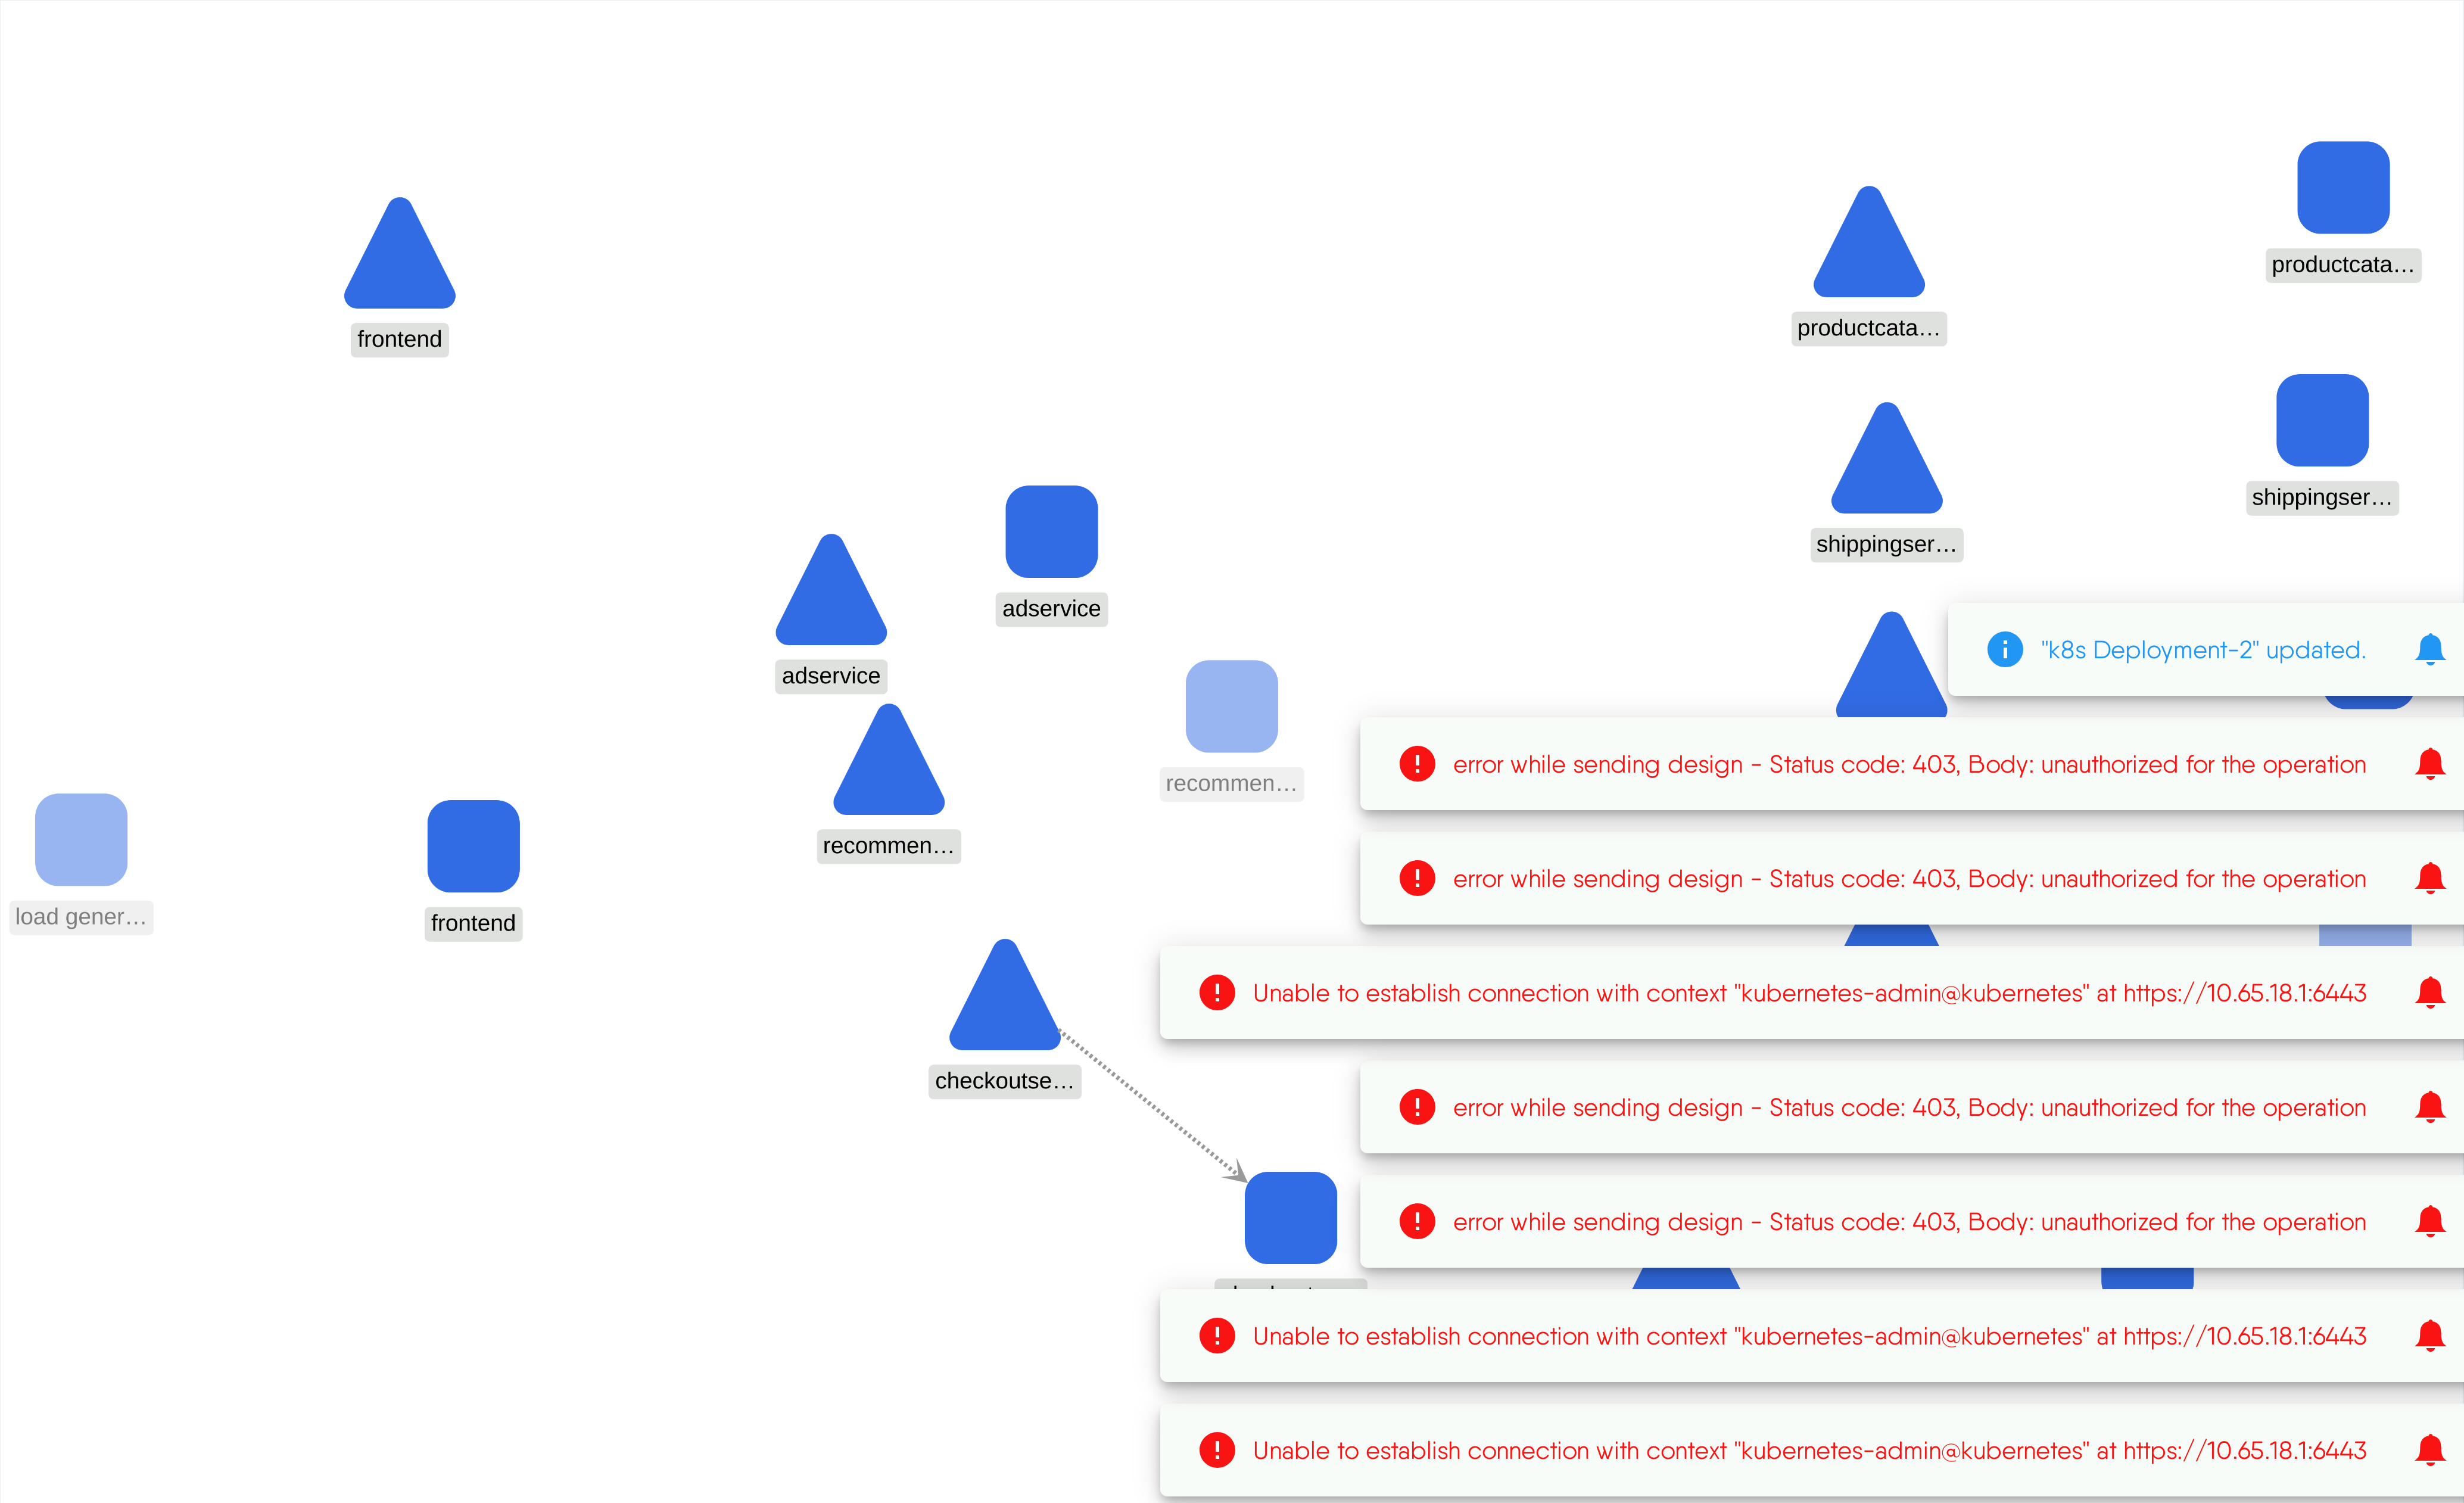 productcata...
frontend
productcata...
shippingser...
shippingser...
adservice
adservice
"k8s Deployment-2" updated.
error while sending design - Status code: 403, Body: unauthorized for the operation
recommen...
recommen...
error while sending design - Status code: 403, Body: unauthorized for the operation
load gener...
frontend
Unable to establish connection with context "kubernetes-admin@kubernetes" at https://10.65.18.1:6443
checkoutse...
error while sending design - Status code: 403, Body: unauthorized for the operation
error while sending design - Status code: 403, Body: unauthorized for the operation
Unable to establish connection with context "kubernetes-admin@kubernetes" at https://10.65.18.1:6443
Unable to establish connection with context "kubernetes-admin@kubernetes" at https://10.65.18.1:6443